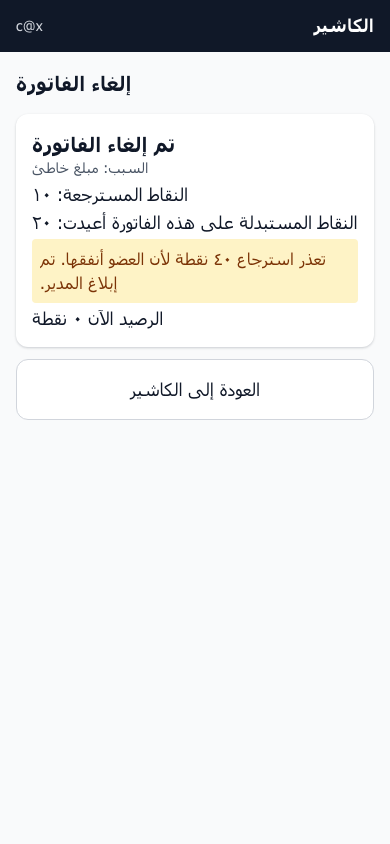 الكاشير
c@x
إلغاء الفاتورة
تم إلغاء الفاتورة
السبب: مبلغ خاطئ
النقاط المسترجعة: ١٠
النقاط المستبدلة على هذه الفاتورة أعيدت: ٢٠
تعذر استرجاع ٤٠ نقطة لأن العضو أنفقها. تم
إبلاغ المدير.
الرصيد الآن ٠ نقطة
العودة إلى الكاشير